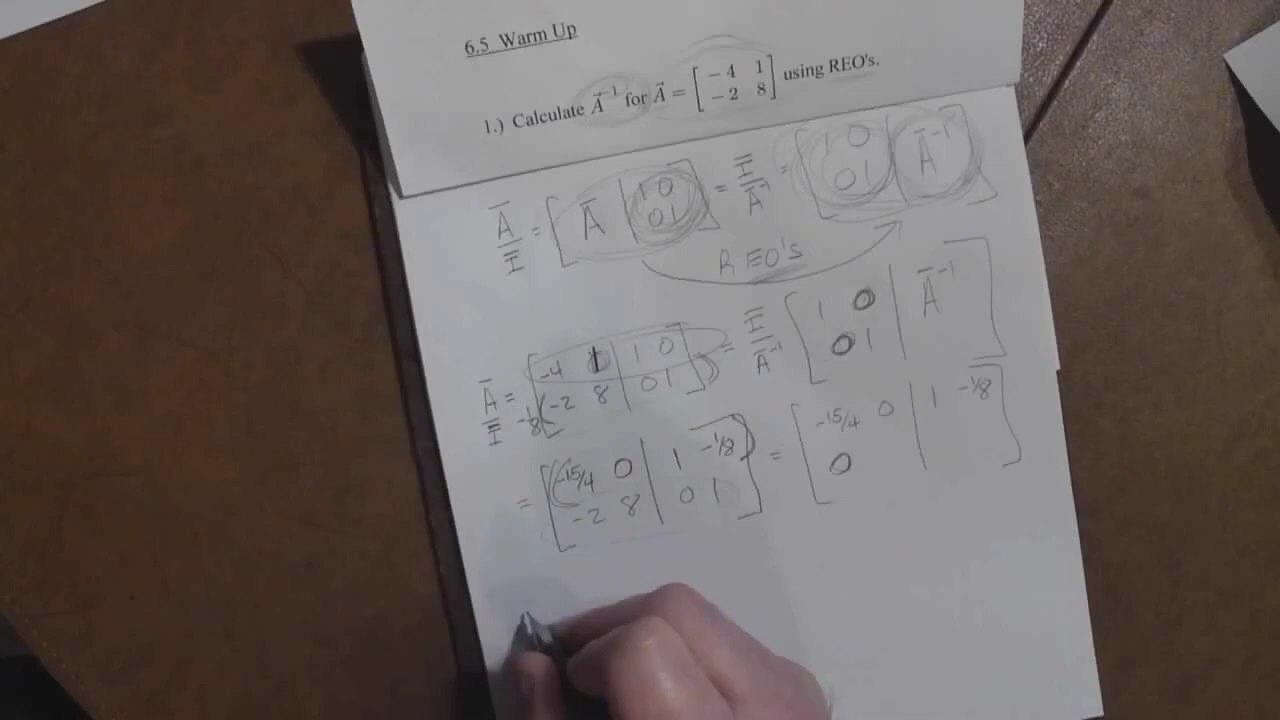 6.5 Warm Up
1.) Calculate A⃗⁻¹ for A⃗ = [ -4 1 ; -2 8 ] using REO's.
A̅/I̅ = [ A̅ | 1 0 ; 0 1 ] = I̅/A̅⁻¹ = [ 1 0 ; 0 1 | A̅⁻¹ ]
REO'S
A̅/I̅ = [ -4 1 | 1 0 ; -1/8( -2 8 | 0 1 ) ] = I̅/A̅⁻¹ [ 1 0 ; 0 1 | A̅⁻¹ ]
= [ -15/4 0 | 1 -1/8 ; -2 8 | 0 1 ] = [ -15/4 0 | 1 -1/8 ; 0 | ]